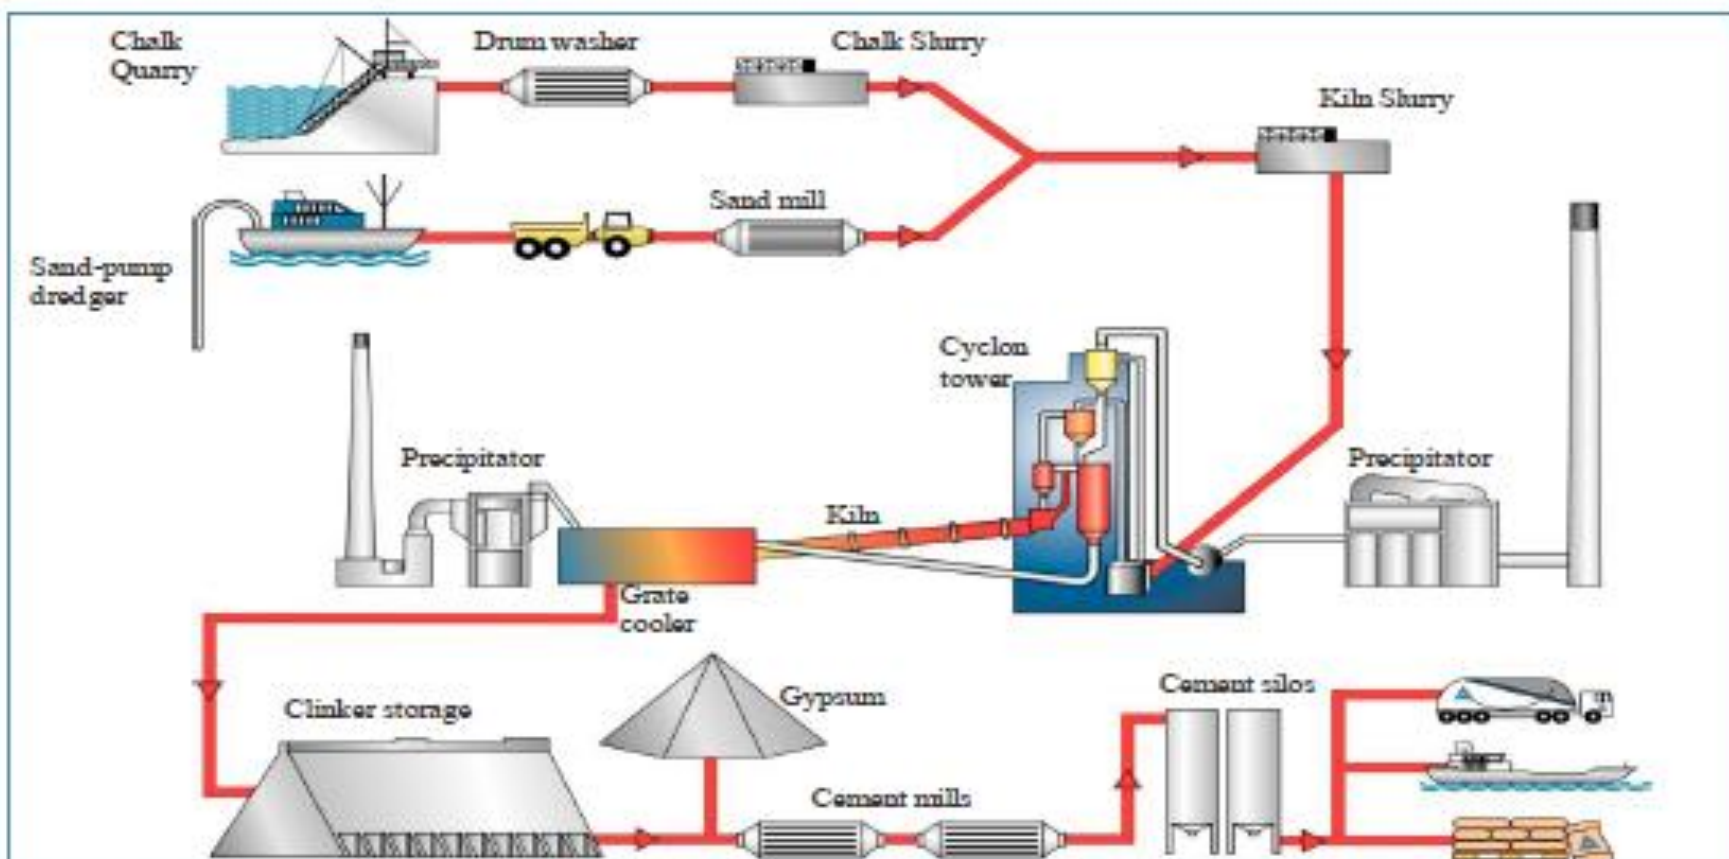 Chalk
Quarry
Drum washer
Chalk Slurry
Kiln Slurry
Sand mill
Sand-pump
dredger
Cyclon
tower
Precipitator
Precipitator
Kiln
Grate
cooler
Clinker storage
Gypsum
Cement silos
Cement mills